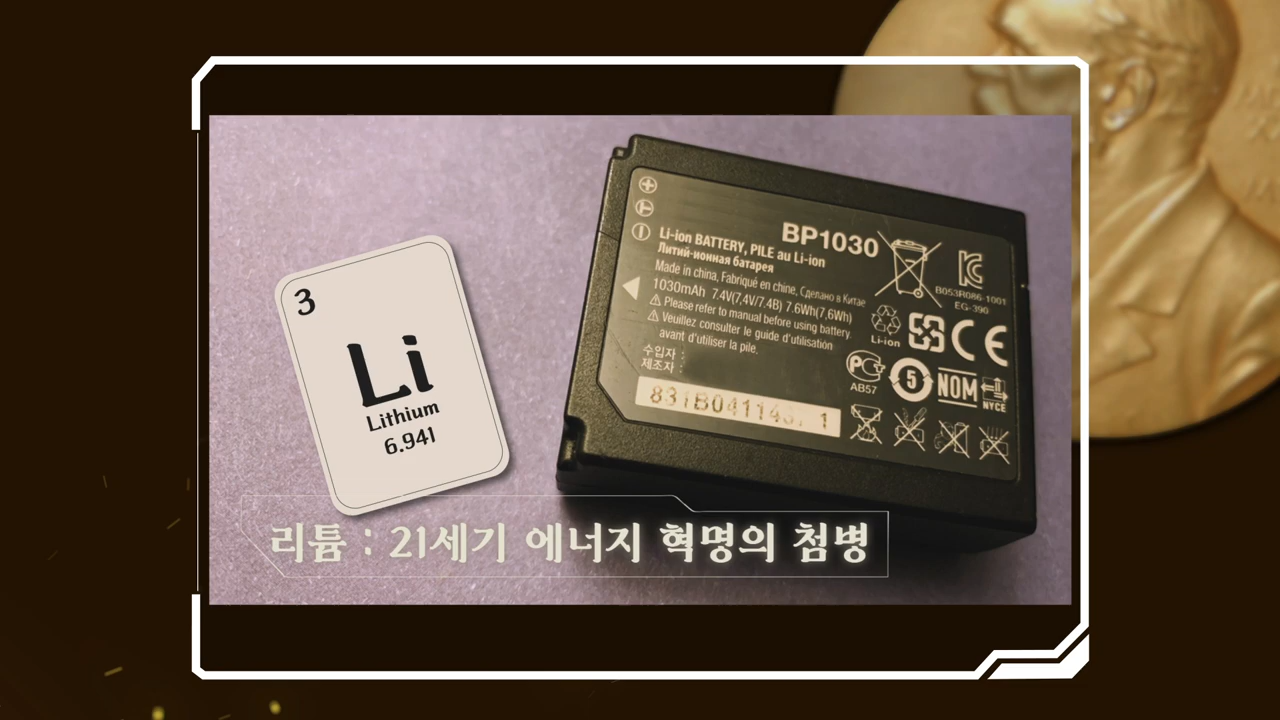 3
Li
Lithium
6.941
BP1030
Li-ion BATTERY, PILE au Li-ion
Литий-ионная батарея
Made in china, Fabriqué en chine, Сделано в Китае
1030mAh 7.4V(7,4V/7.4В) 7.6Wh(7,6Wh)
Please refer to manual before using battery.
Veuillez consulter le guide d'utilisation
avant d'utiliser la pile.
수입자 :
제조자 :
B053R086-1001
EG-390
Li-ion
CE
AB57
5
NOM
NYCE
리튬 : 21세기 에너지 혁명의 첨병